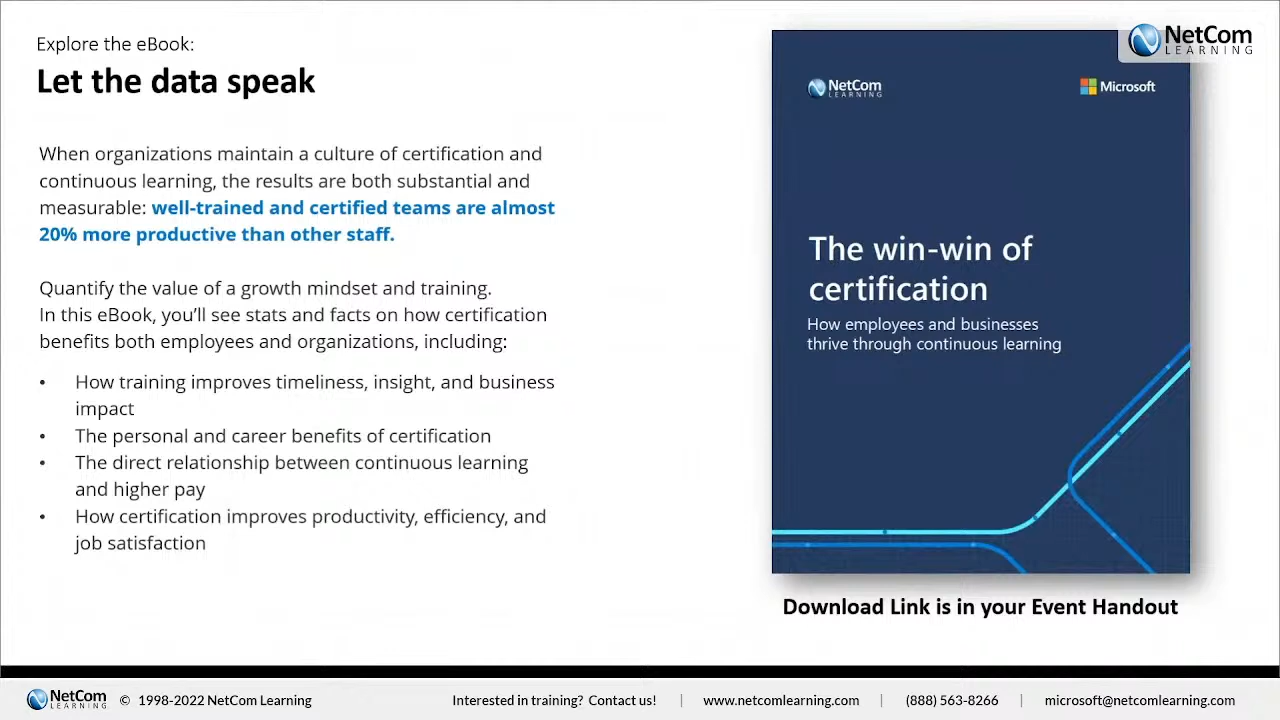 Explore the eBook:
Let the data speak
When organizations maintain a culture of certification and
continuous learning, the results are both substantial and
measurable: well-trained and certified teams are almost
20% more productive than other staff.
Quantify the value of a growth mindset and training.
In this eBook, you’ll see stats and facts on how certification
benefits both employees and organizations, including:
• How training improves timeliness, insight, and business
impact
• The personal and career benefits of certification
• The direct relationship between continuous learning
and higher pay
• How certification improves productivity, efficiency, and
job satisfaction
NetCom
LEARNING
NetCom
LEARNING
Microsoft
The win-win of
certification
How employees and businesses
thrive through continuous learning
Download Link is in your Event Handout
NetCom
LEARNING
© 1998-2022 NetCom Learning
Interested in training? Contact us! | www.netcomlearning.com | (888) 563-8266 | microsoft@netcomlearning.com